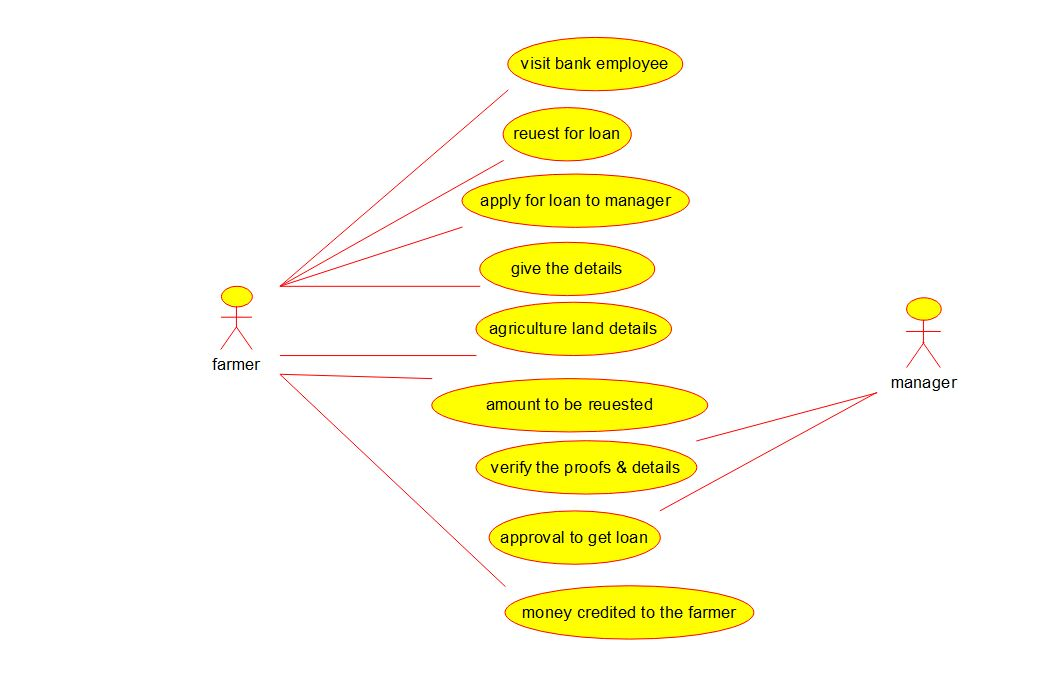 visit bank employee
reuest for loan
apply for loan to manager
give the details
agriculture land details
farmer
manager
amount to be reuested
verify the proofs & details
approval to get loan
money credited to the farmer